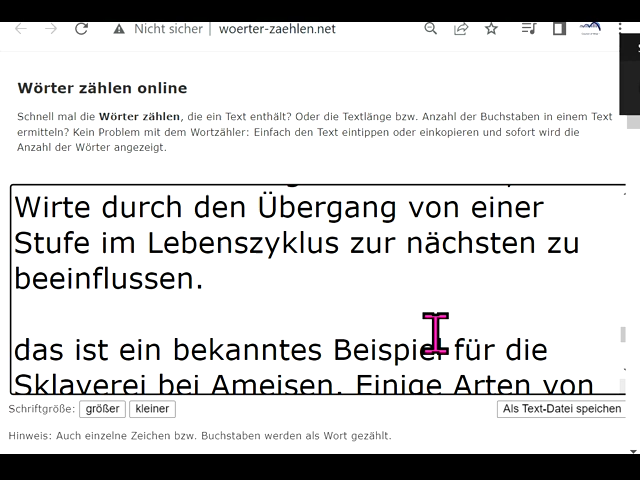 Nicht sicher | woerter-zaehlen.net
Wörter zählen online
Schnell mal die Wörter zählen, die ein Text enthält? Oder die Textlänge bzw. Anzahl der Buchstaben in einem Text
ermitteln? Kein Problem mit dem Wortzähler: Einfach den Text eintippen oder einkopieren und sofort wird die
Anzahl der Wörter angezeigt.
Wirte durch den Übergang von einer
Stufe im Lebenszyklus zur nächsten zu
beeinflussen.
das ist ein bekanntes Beispiel für die
Sklaverei bei Ameisen. Einige Arten von
Schriftgröße: größer kleiner Als Text-Datei speichen
Hinweis: Auch einzelne Zeichen bzw. Buchstaben werden als Wort gezählt.